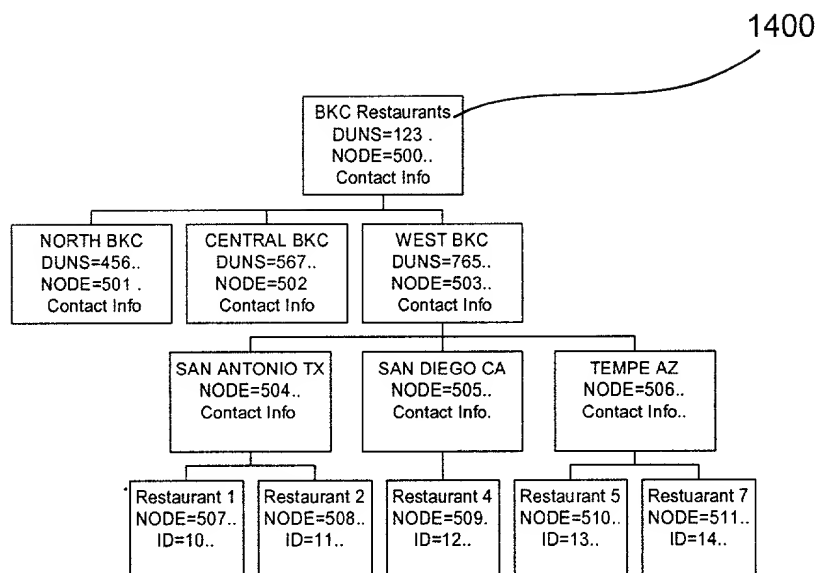 1400
BKC Restaurants
DUNS=123 .
NODE=500..
Contact Info
NORTH BKC
DUNS=456..
NODE=501 .
Contact Info
CENTRAL BKC
DUNS=567..
NODE=502
Contact Info
WEST BKC
DUNS=765..
NODE=503..
Contact Info
SAN ANTONIO TX
NODE=504..
Contact Info
SAN DIEGO CA
NODE=505..
Contact Info.
TEMPE AZ
NODE=506..
Contact Info..
Restaurant 1
NODE=507..
ID=10..
Restaurant 2
NODE=508..
ID=11..
Restaurant 4
NODE=509.
ID=12..
Restaurant 5
NODE=510..
ID=13..
Restuarant 7
NODE=511..
ID=14..